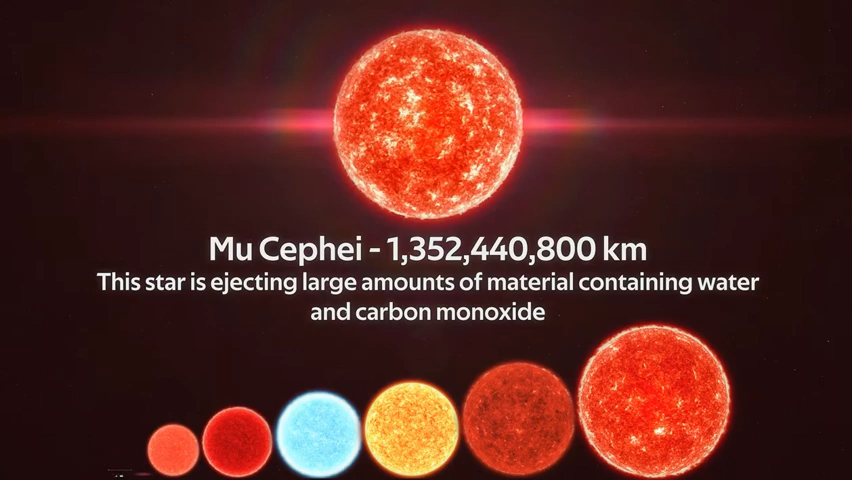 Mu Cephei - 1,352,440,800 km
This star is ejecting large amounts of material containing water
and carbon monoxide